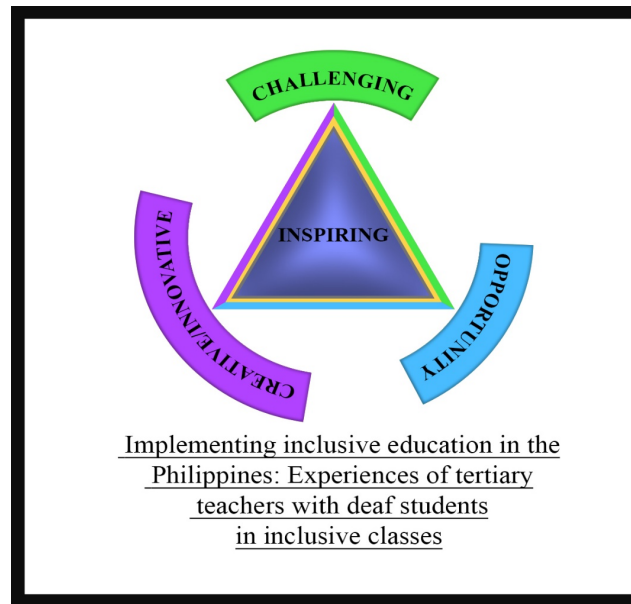 CHALLENGING
INSPIRING
CREATIVE/INNOVATIVE
OPPORTUNITY
Implementing inclusive education in the
Philippines: Experiences of tertiary
teachers with deaf students
in inclusive classes